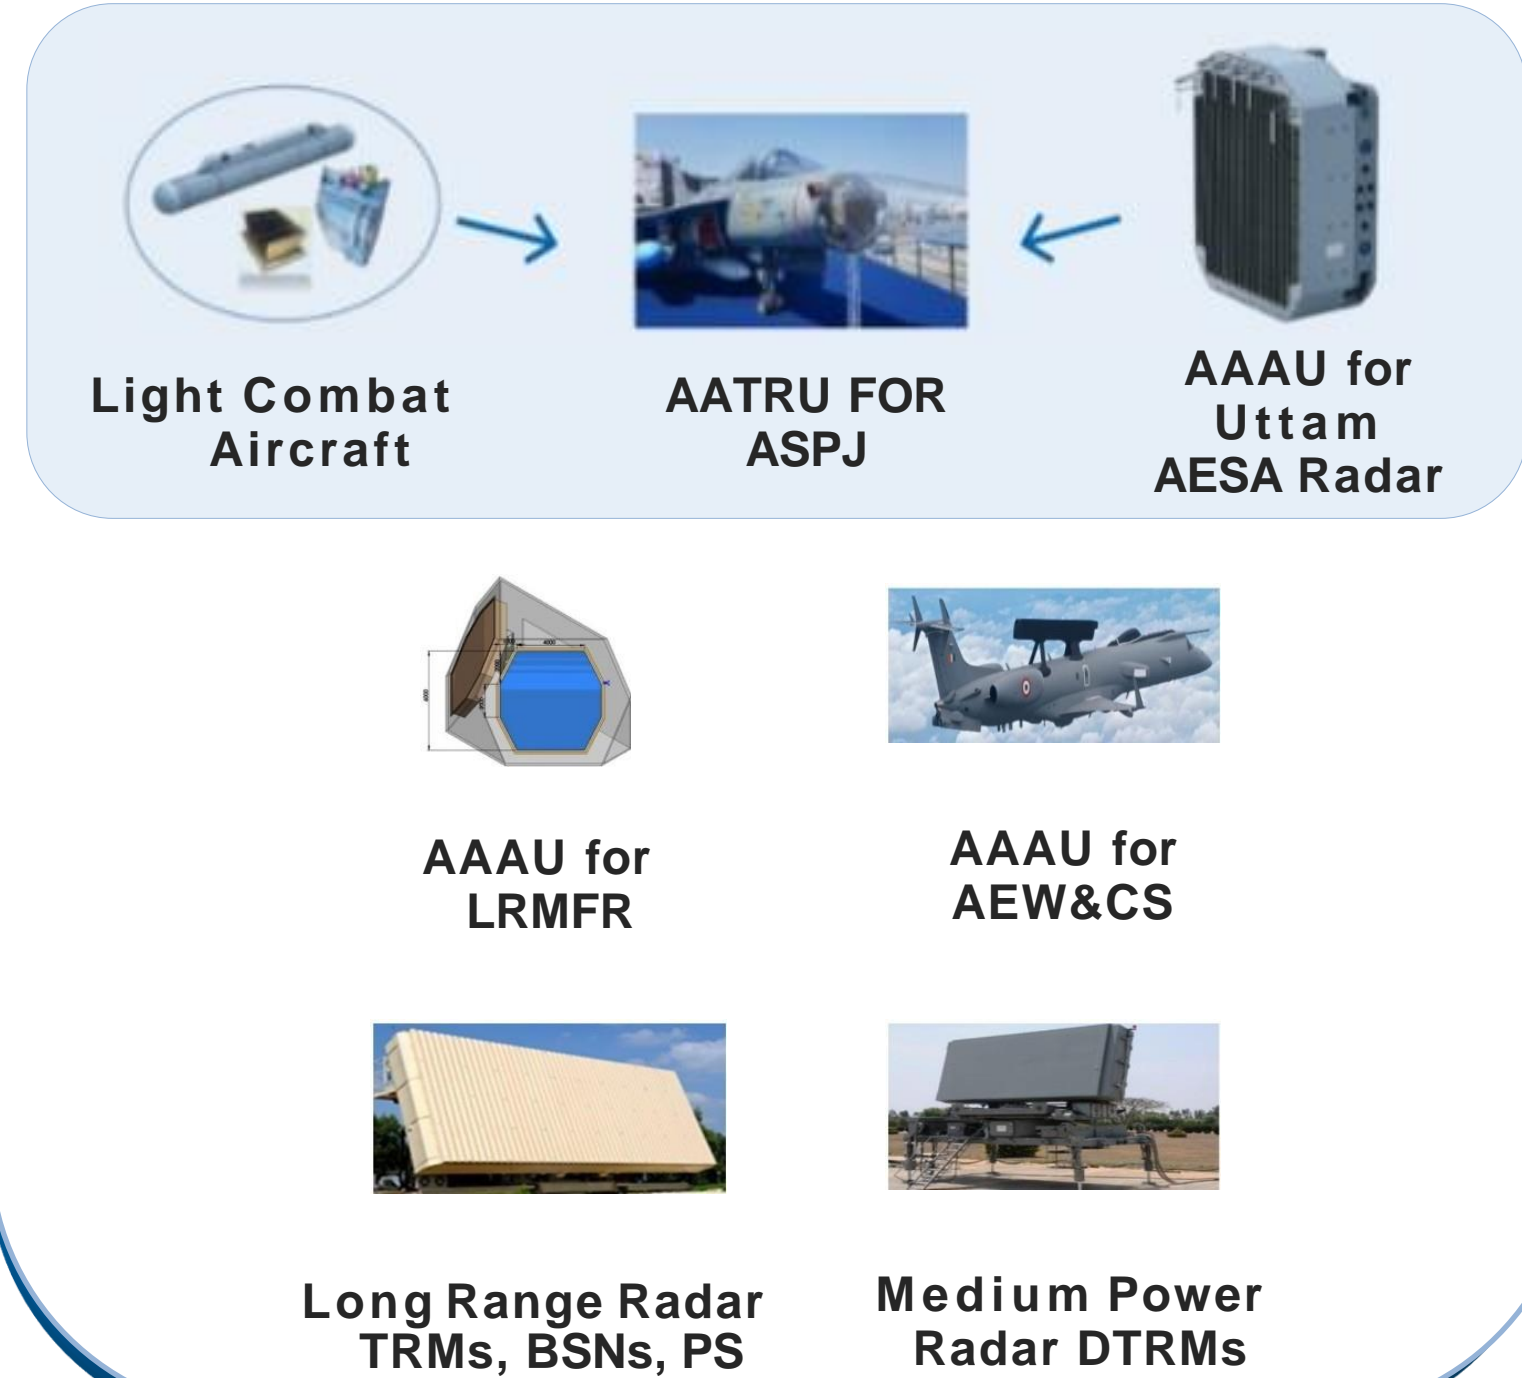 Light Combat
Aircraft
AATRU FOR
ASPJ
AAAU for
Uttam
AESA Radar
4000
AAAU for
LRMFR
AAAU for
AEW&CS
Long Range Radar
TRMs, BSNs, PS
Medium Power
Radar DTRMs